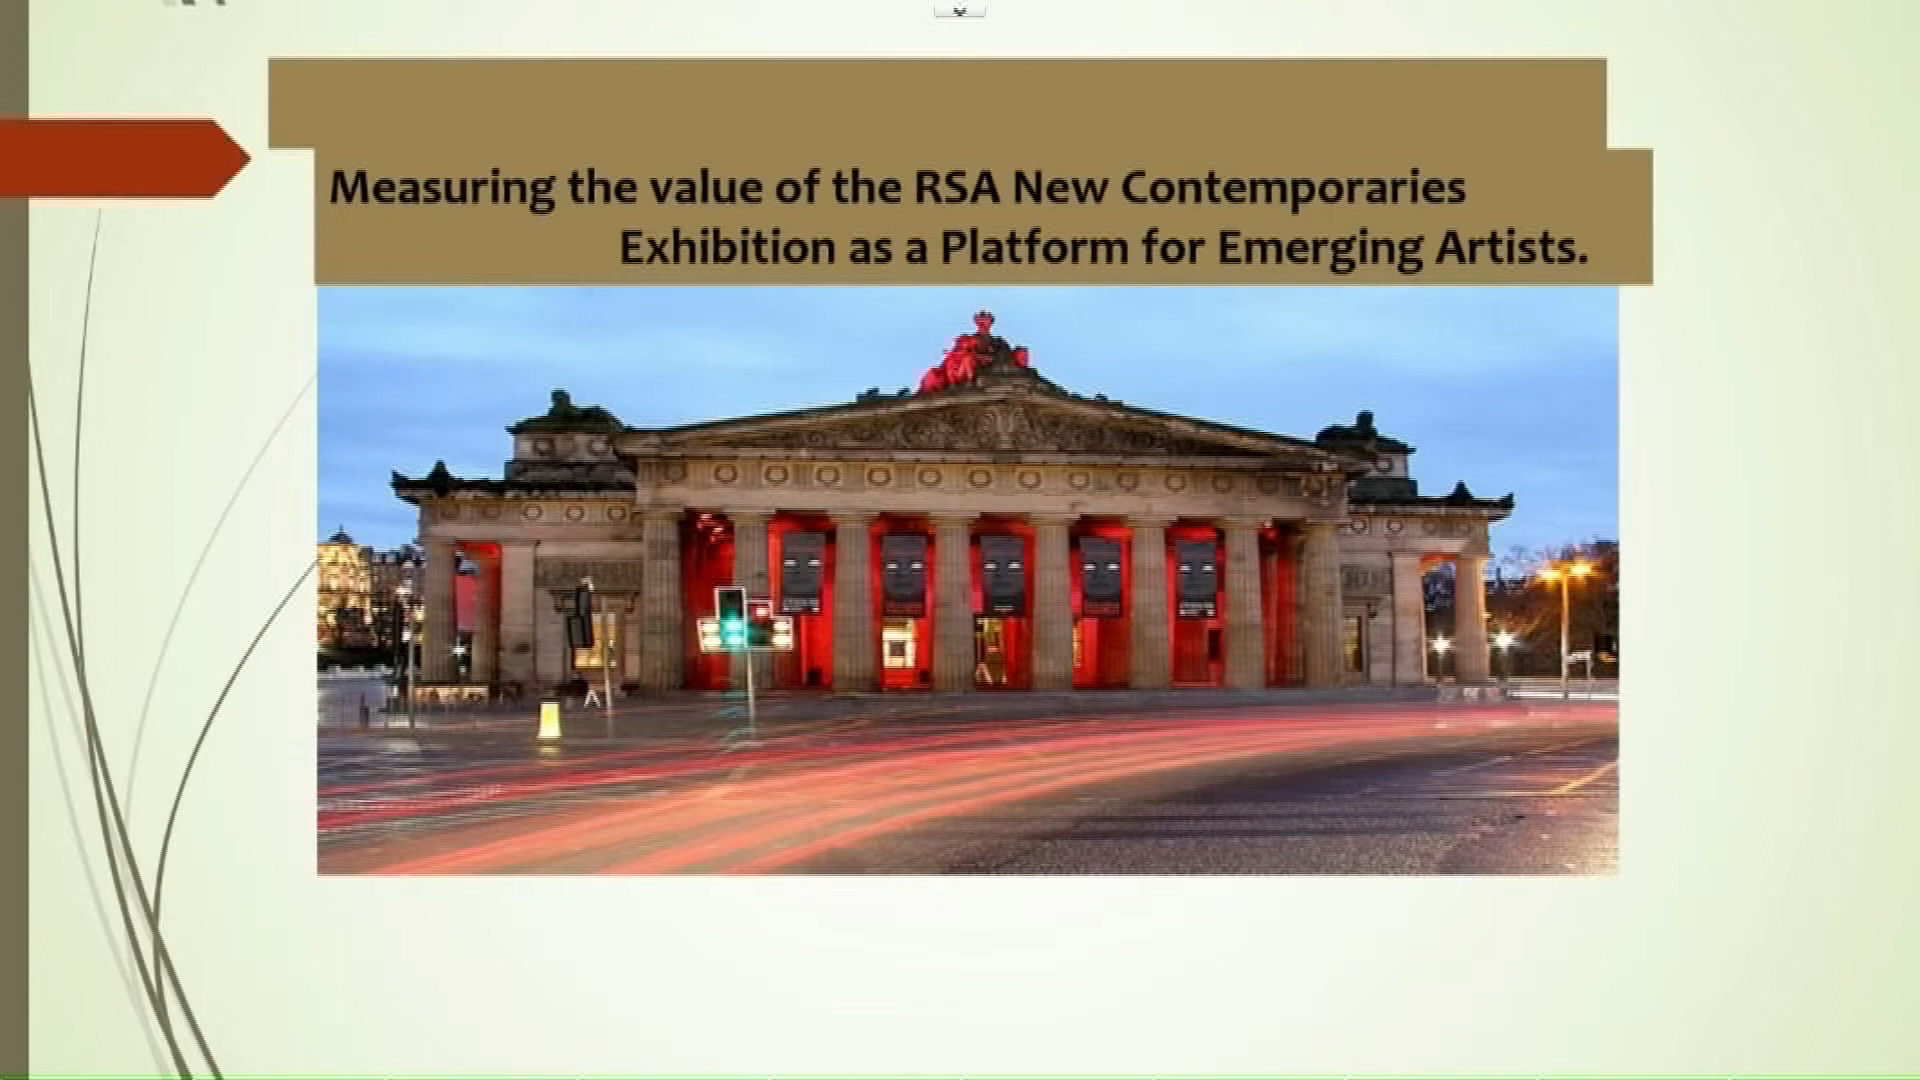 Measuring the value of the RSA New Contemporaries
Exhibition as a Platform for Emerging Artists.